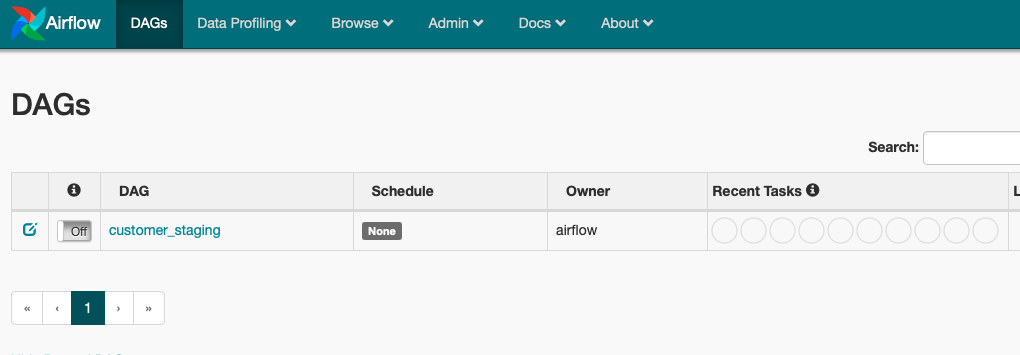 Airflow DAGs Data Profiling Browse Admin Docs About
DAGs
Search:
DAG Schedule Owner Recent Tasks
Off customer_staging None airflow
« ‹ 1 › »